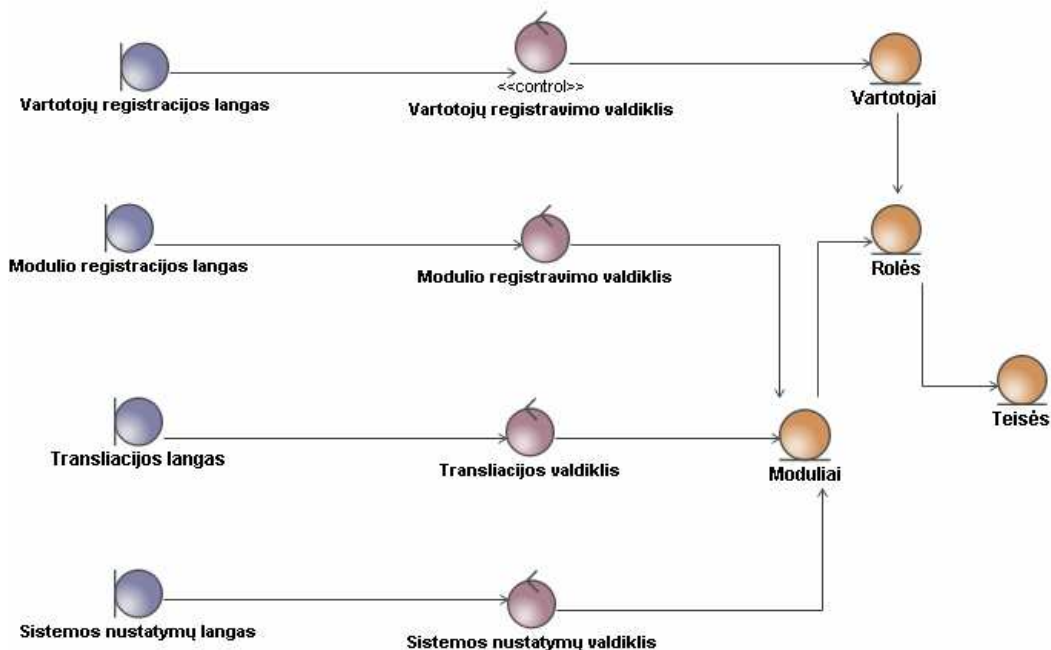 <<control>>
Vartotojų registracijos langas
Vartotojų registravimo valdiklis
Vartotojai
Modulio registracijos langas
Modulio registravimo valdiklis
Rolės
Teisės
Transliacijos langas
Transliacijos valdiklis
Moduliai
Sistemos nustatymų langas
Sistemos nustatymų valdiklis